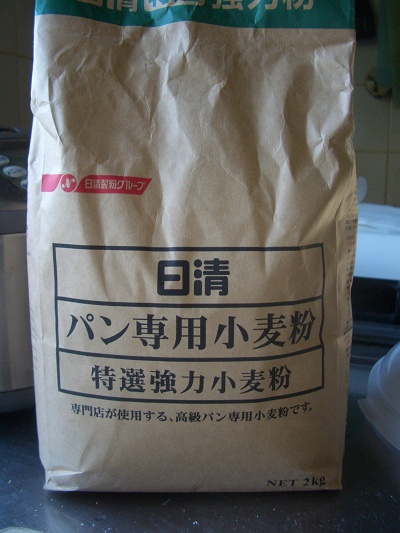 日清製粉グループ
日清
パン専用小麦粉
特選強力小麦粉
専門店が使用する、高級パン専用小麦粉です。
NET 2kg